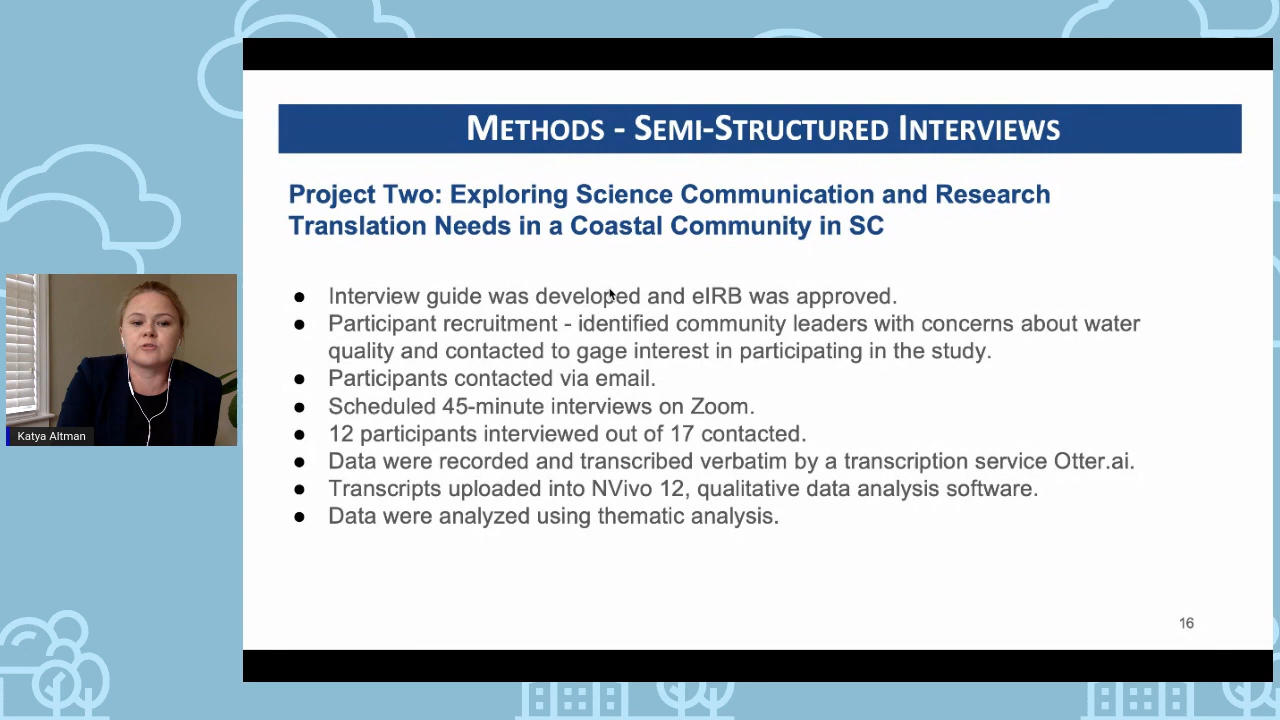 METHODS - SEMI-STRUCTURED INTERVIEWS
Project Two: Exploring Science Communication and Research
Translation Needs in a Coastal Community in SC
● Interview guide was developed and eIRB was approved.
● Participant recruitment - identified community leaders with concerns about water
quality and contacted to gage interest in participating in the study.
● Participants contacted via email.
● Scheduled 45-minute interviews on Zoom.
● 12 participants interviewed out of 17 contacted.
● Data were recorded and transcribed verbatim by a transcription service Otter.ai.
● Transcripts uploaded into NVivo 12, qualitative data analysis software.
● Data were analyzed using thematic analysis.
Katya Altman
16